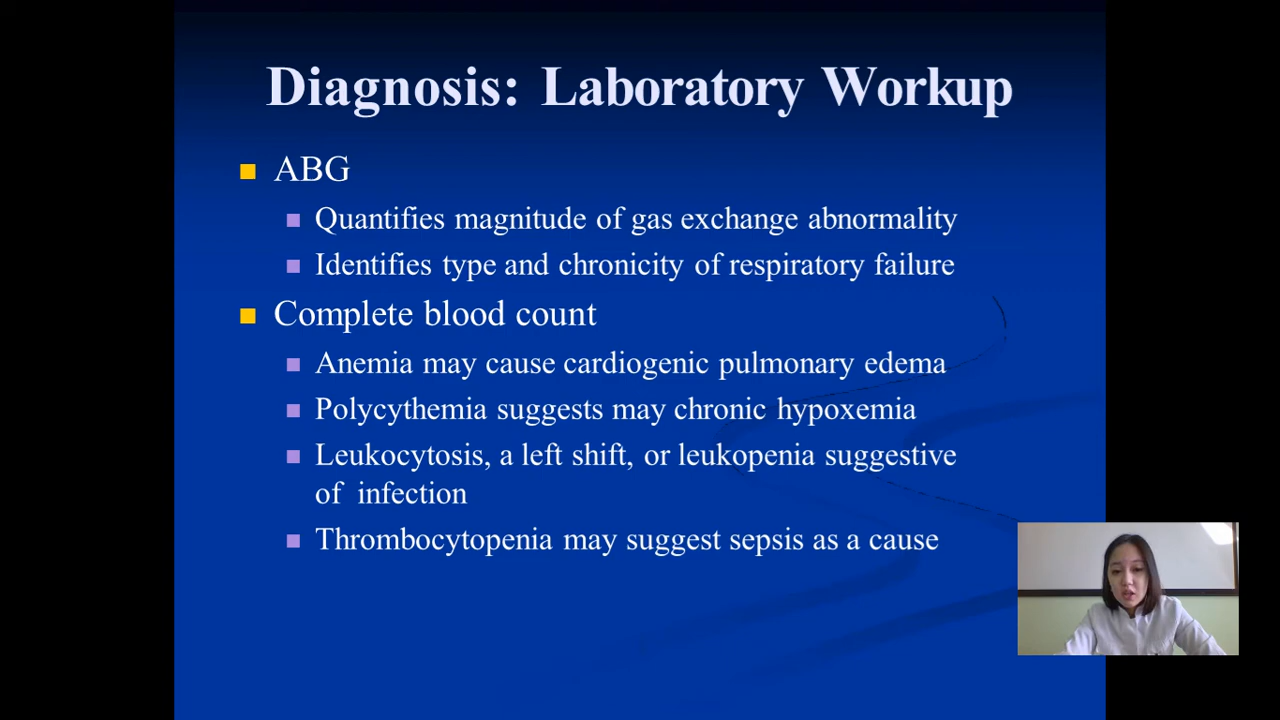 Diagnosis: Laboratory Workup
ABG
Quantifies magnitude of gas exchange abnormality
Identifies type and chronicity of respiratory failure
Complete blood count
Anemia may cause cardiogenic pulmonary edema
Polycythemia suggests may chronic hypoxemia
Leukocytosis, a left shift, or leukopenia suggestive
of infection
Thrombocytopenia may suggest sepsis as a cause